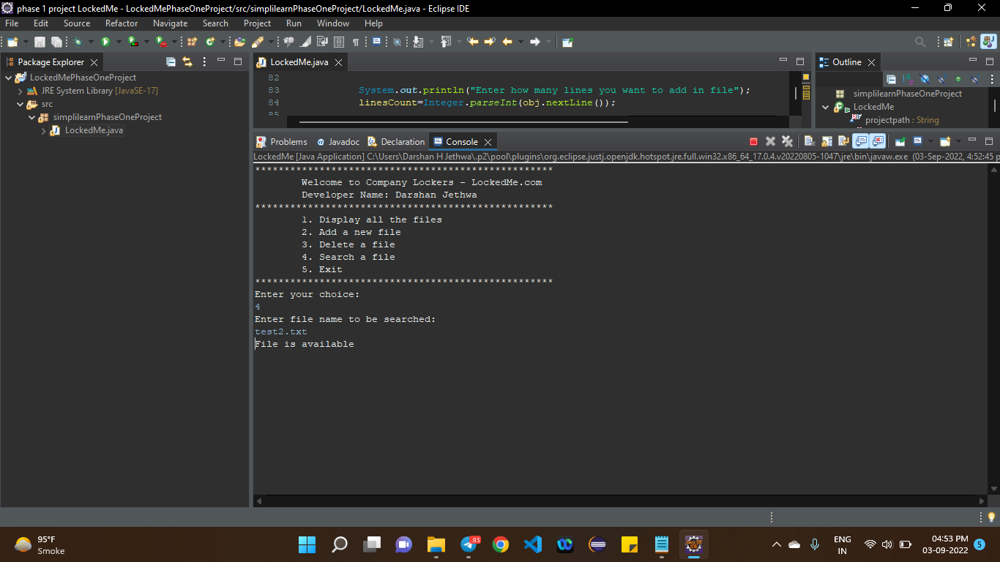 phase 1 project LockedMe - LockedMePhaseOneProject/src/simplilearnPhaseOneProject/LockedMe.java - Eclipse IDE
File Edit Source Refactor Navigate Search Project Run Window Help
Package Explorer
LockedMePhaseOneProject
JRE System Library [JavaSE-17]
src
simplilearnPhaseOneProject
LockedMe.java
LockedMe.java
82
83 System.out.println("Enter how many lines you want to add in file");
84 linesCount=Integer.parseInt(obj.nextLine());
85
Outline
simplilearnPhaseOneProject
LockedMe
projectpath : String
Problems @ Javadoc Declaration Console
LockedMe [Java Application] C:\Users\Darshan H Jethwa\.p2\pool\plugins\org.eclipse.justj.openjdk.hotspot.jre.full.win32.x86_64_17.0.4.v20220805-1047\jre\bin\javaw.exe (03-Sep-2022, 4:52:45 p
***************************************************
Welcome to Company Lockers - LockedMe.com
Developer Name: Darshan Jethwa
***************************************************
1. Display all the files
2. Add a new file
3. Delete a file
4. Search a file
5. Exit
***************************************************
Enter your choice:
4
Enter file name to be searched:
test2.txt
File is available
95°F
Smoke
.95
JAVA EE
IDE
ENG
IN
04:53 PM
03-09-2022
5